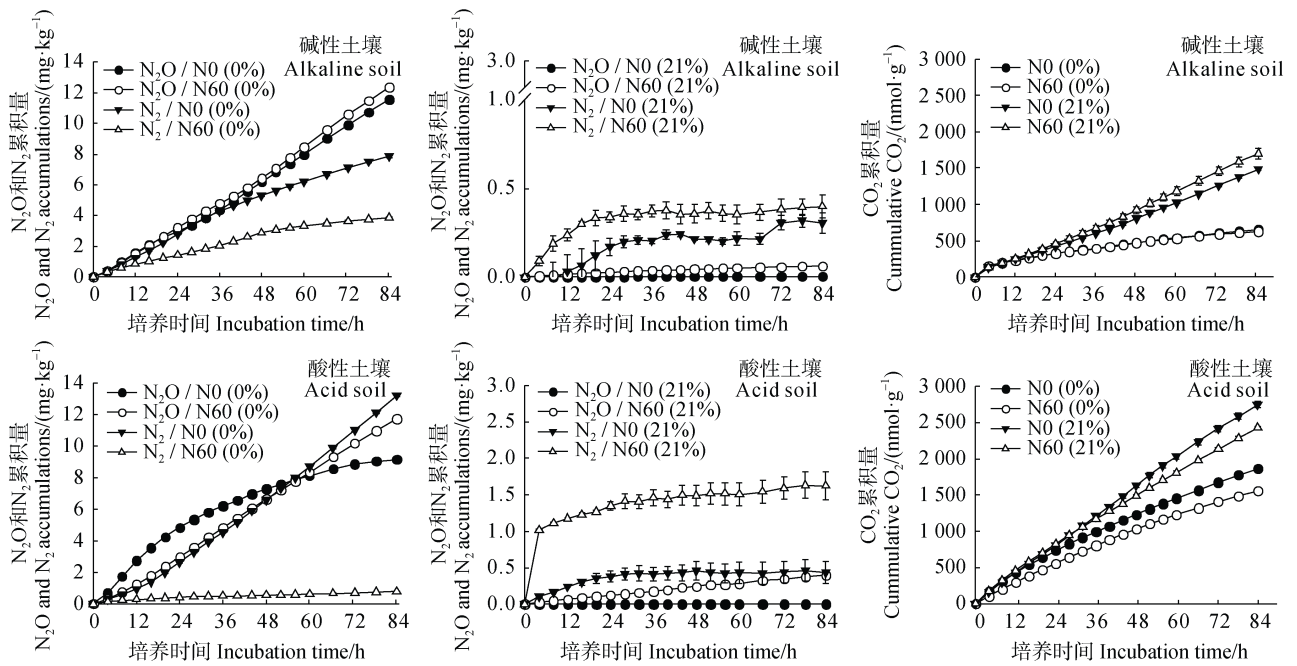 碱性土壤
Alkaline soil
N₂O和N₂累积量
N₂O and N₂ accumulations/(mg·kg⁻¹)
14
12
10
8
6
4
2
0
N₂O / N0 (0%)
N₂O / N60 (0%)
N₂ / N0 (0%)
N₂ / N60 (0%)
0 12 24 36 48 60 72 84
培养时间 Incubation time/h
碱性土壤
Alkaline soil
N₂O和N₂累积量
N₂O and N₂ accumulations/(mg·kg⁻¹)
3.0
1.0
0.5
0.0
N₂O / N0 (21%)
N₂O / N60 (21%)
N₂ / N0 (21%)
N₂ / N60 (21%)
0 12 24 36 48 60 72 84
培养时间 Incubation time/h
碱性土壤
Alkaline soil
CO₂累积量
Cummulative CO₂/(nmol·g⁻¹)
3 000
2 500
2 000
1 500
1 000
500
0
N0 (0%)
N60 (0%)
N0 (21%)
N60 (21%)
0 12 24 36 48 60 72 84
培养时间 Incubation time/h
酸性土壤
Acid soil
N₂O和N₂累积量
N₂O and N₂ accumulations/(mg·kg⁻¹)
14
12
10
8
6
4
2
0
N₂O / N0 (0%)
N₂O / N60 (0%)
N₂ / N0 (0%)
N₂ / N60 (0%)
0 12 24 36 48 60 72 84
培养时间 Incubation time/h
酸性土壤
Acid soil
N₂O和N₂累积量
N₂O and N₂ accumulations/(mg·kg⁻¹)
3.0
2.5
2.0
1.5
1.0
0.5
0.0
N₂O / N0 (21%)
N₂O / N60 (21%)
N₂ / N0 (21%)
N₂ / N60 (21%)
0 12 24 36 48 60 72 84
培养时间 Incubation time/h
酸性土壤
Acid soil
CO₂累积量
Cummulative CO₂/(nmol·g⁻¹)
3 000
2 500
2 000
1 500
1 000
500
0
N0 (0%)
N60 (0%)
N0 (21%)
N60 (21%)
0 12 24 36 48 60 72 84
培养时间 Incubation time/h